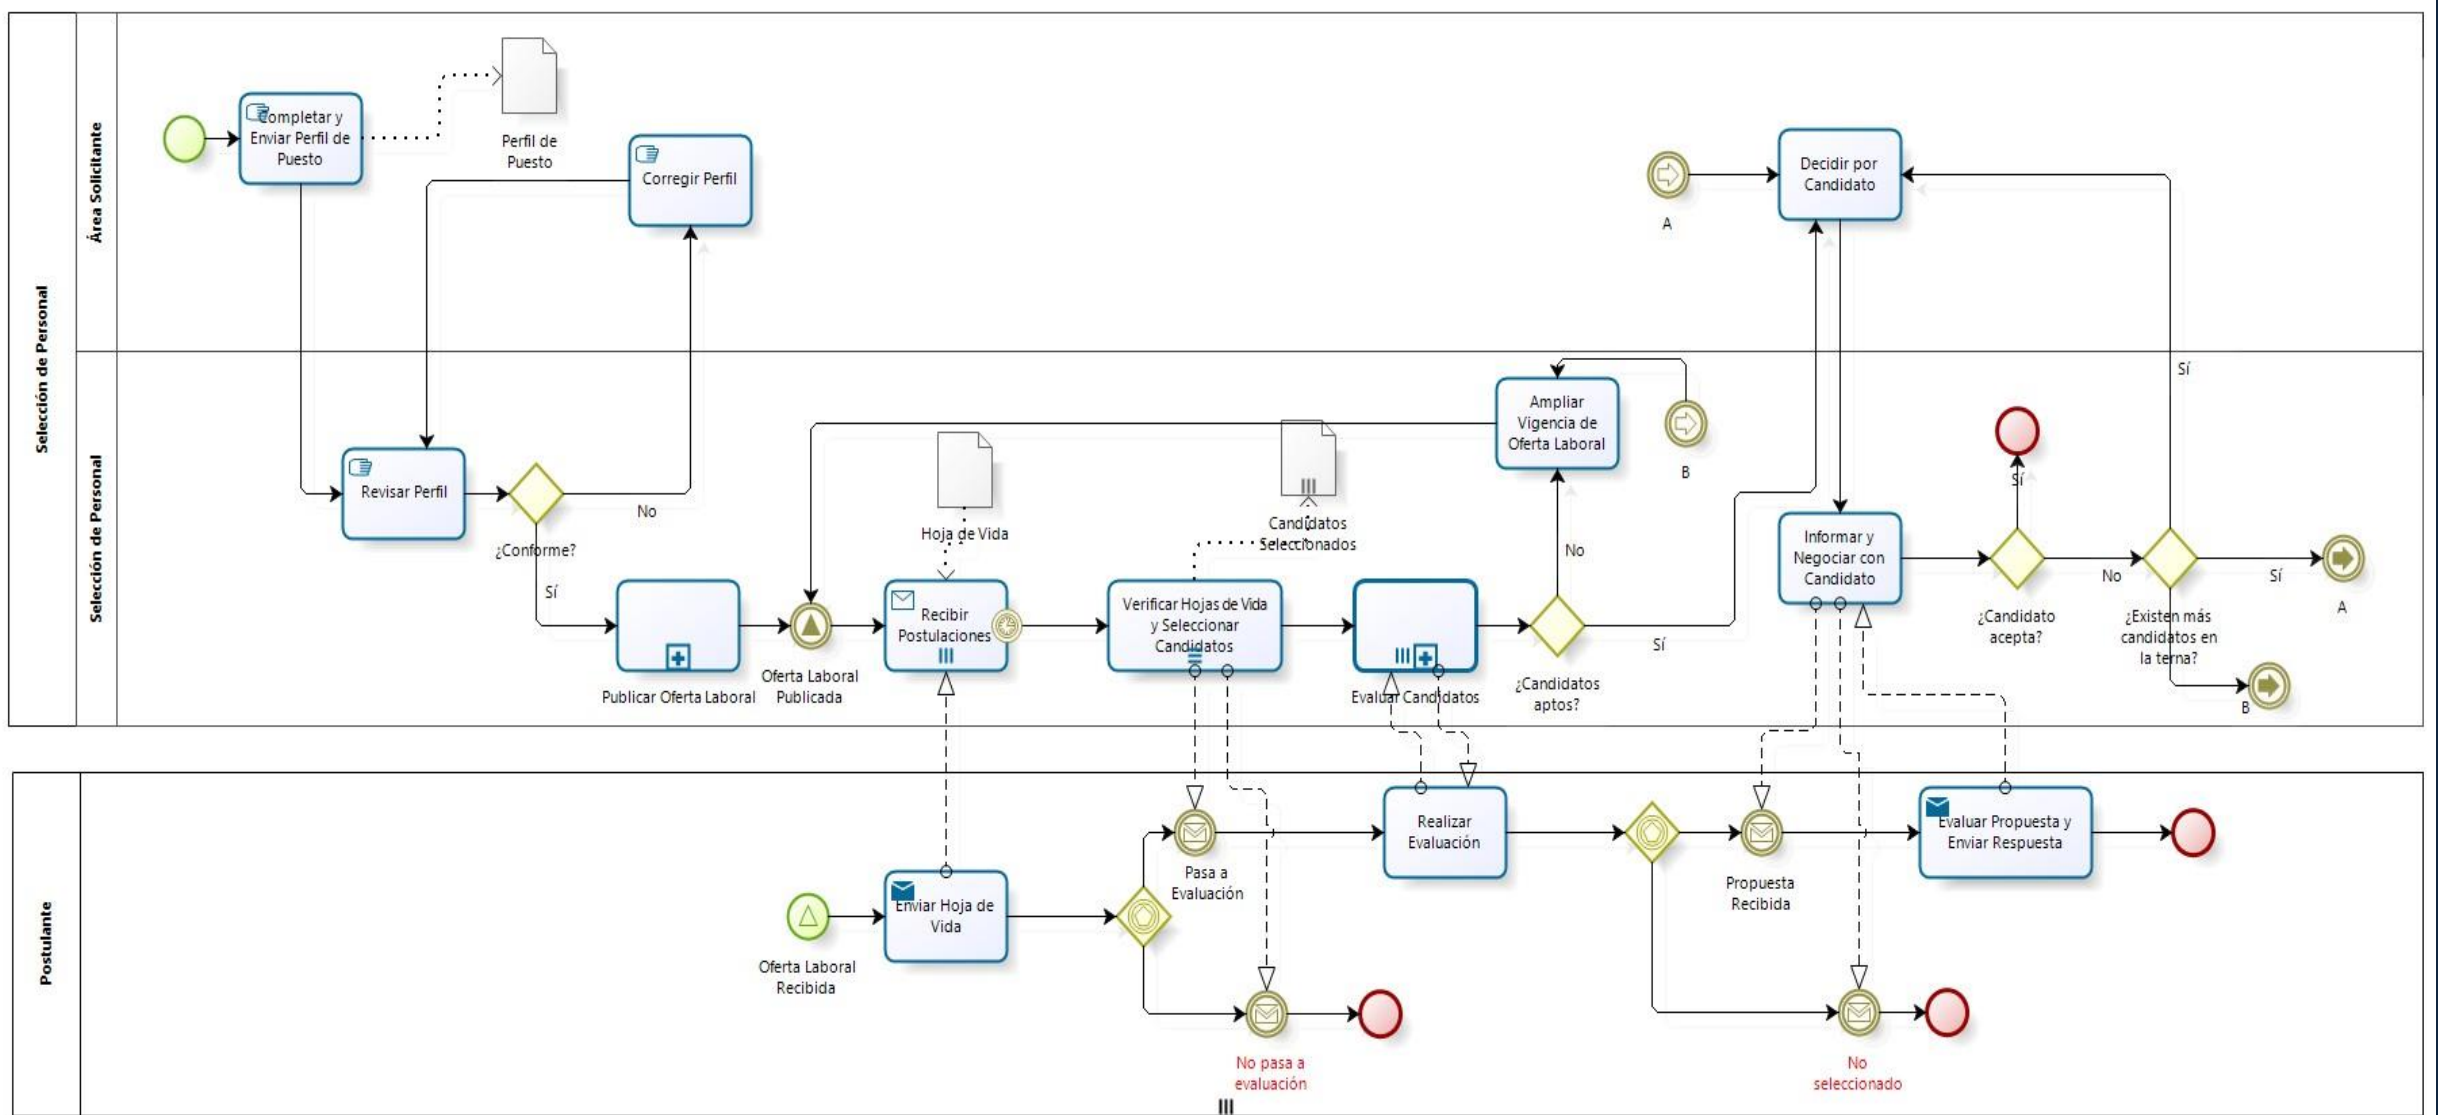 Selección de Personal
Área Solicitante
Completar y
Enviar Perfil de
Puesto
Perfil de
Puesto
Corregir Perfil
A
Decidir por
Candidato
Selección de Personal
Revisar Perfil
¿Conforme?
No
Sí
Publicar Oferta Laboral
Oferta Laboral
Publicada
Hoja de Vida
Recibir
Postulaciones
Candidatos
Seleccionados
Verificar Hojas de Vida
y Seleccionar
Candidatos
Evaluar Candidatos
Ampliar
Vigencia de
Oferta Laboral
B
No
¿Candidatos
aptos?
Sí
Informar y
Negociar con
Candidato
Sí
¿Candidato
acepta?
No
Sí
¿Existen más
candidatos en
la terna?
Sí
A
B
Postulante
Oferta Laboral
Recibida
Enviar Hoja de
Vida
Pasa a
Evaluación
No pasa a
evaluación
Realizar
Evaluación
Propuesta
Recibida
No
seleccionado
Evaluar Propuesta y
Enviar Respuesta